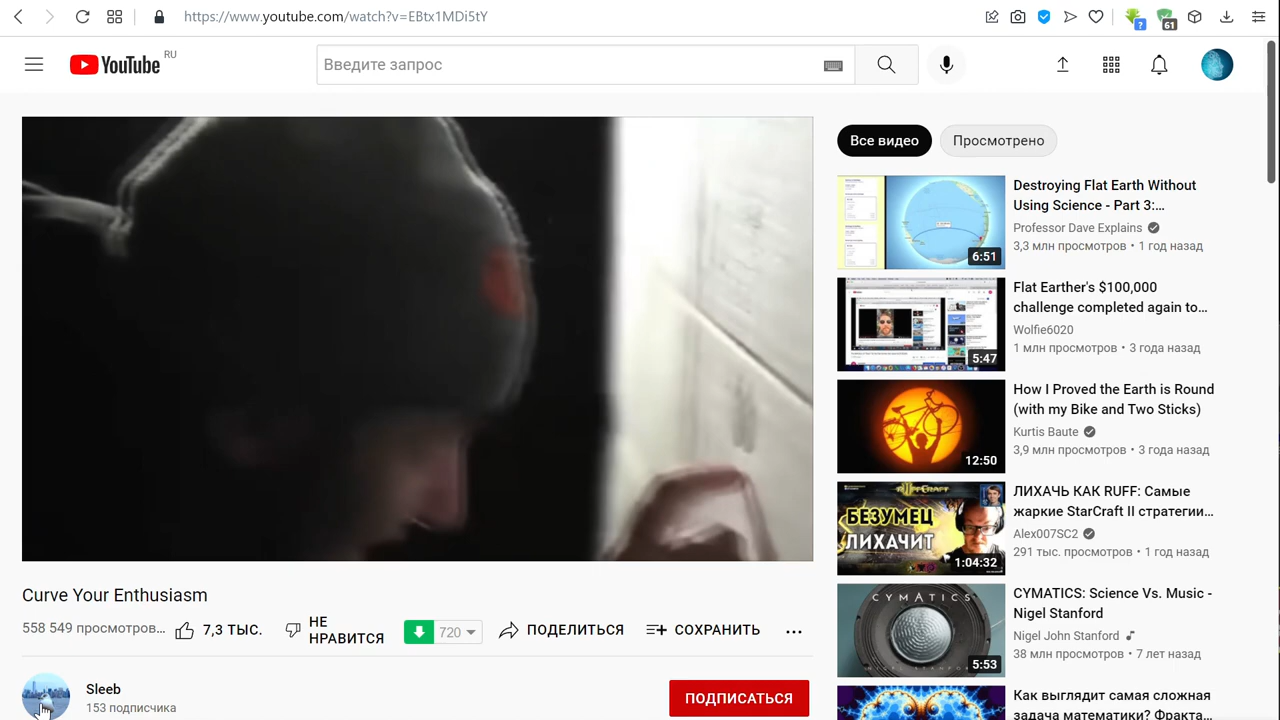 https://www.youtube.com/watch?v=EBtx1MDi5tY
?
61
YouTube RU
Введите запрос
Все видео
Просмотрено
Destroying Flat Earth Without
Using Science - Part 3:...
Professor Dave Explains
3,3 млн просмотров • 1 год назад
6:51
Flat Earther's $100,000
challenge completed again to...
Wolfie6020
1 млн просмотров • 3 года назад
5:47
How I Proved the Earth is Round
(with my Bike and Two Sticks)
Kurtis Baute
3,9 млн просмотров • 3 года назад
12:50
БЕЗУМЕЦ
ЛИХАЧИТ
1:04:32
ЛИХАЧЬ КАК RUFF: Самые
жаркие StarCraft II стратегии...
Alex007SC2
291 тыс. просмотров • 1 год назад
CYMATICS
NIGEL STANFORD
5:53
CYMATICS: Science Vs. Music -
Nigel Stanford
Nigel John Stanford
38 млн просмотров • 7 лет назад
Как выглядит самая сложная
задача математики? Фракта...
Curve Your Enthusiasm
558 549 просмотров...
7,3 ТЫС.
НЕ
НРАВИТСЯ
720
ПОДЕЛИТЬСЯ
СОХРАНИТЬ
Sleeb
153 подписчика
ПОДПИСАТЬСЯ